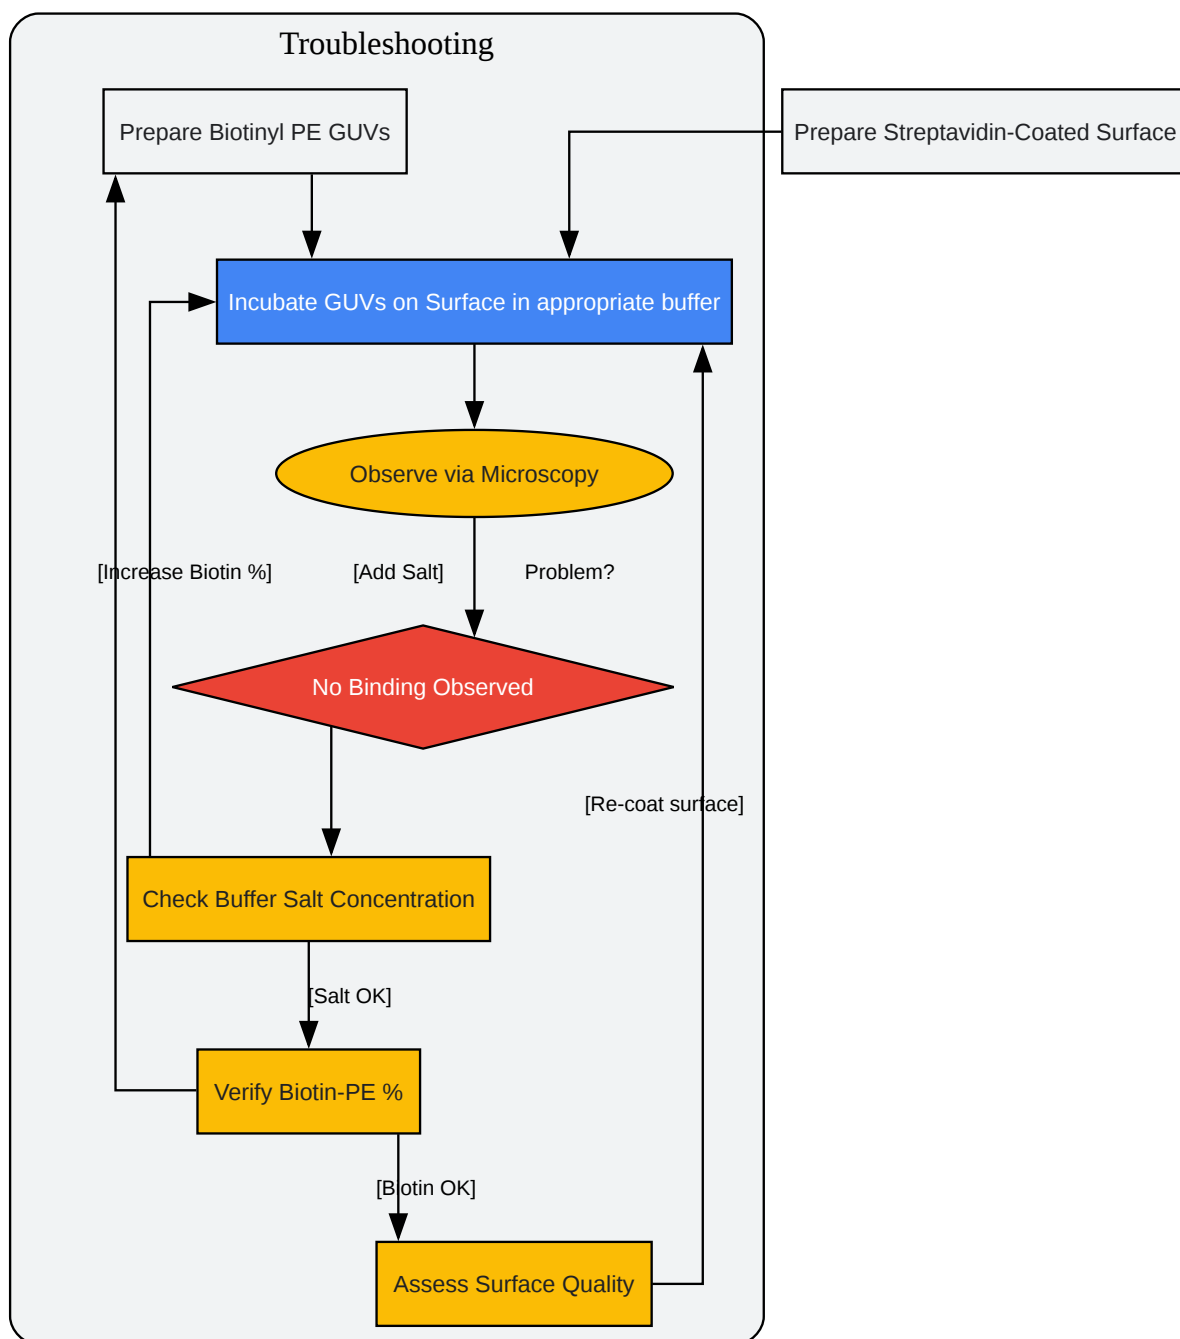 Troubleshooting
Prepare Biotinyl PE GUVs
Prepare Streptavidin-Coated Surface
Incubate GUVs on Surface in appropriate buffer
Observe via Microscopy
[Increase Biotin %]
[Add Salt]
Problem?
No Binding Observed
[Re-coat surface]
Check Buffer Salt Concentration
[Salt OK]
Verify Biotin-PE %
[Biotin OK]
Assess Surface Quality